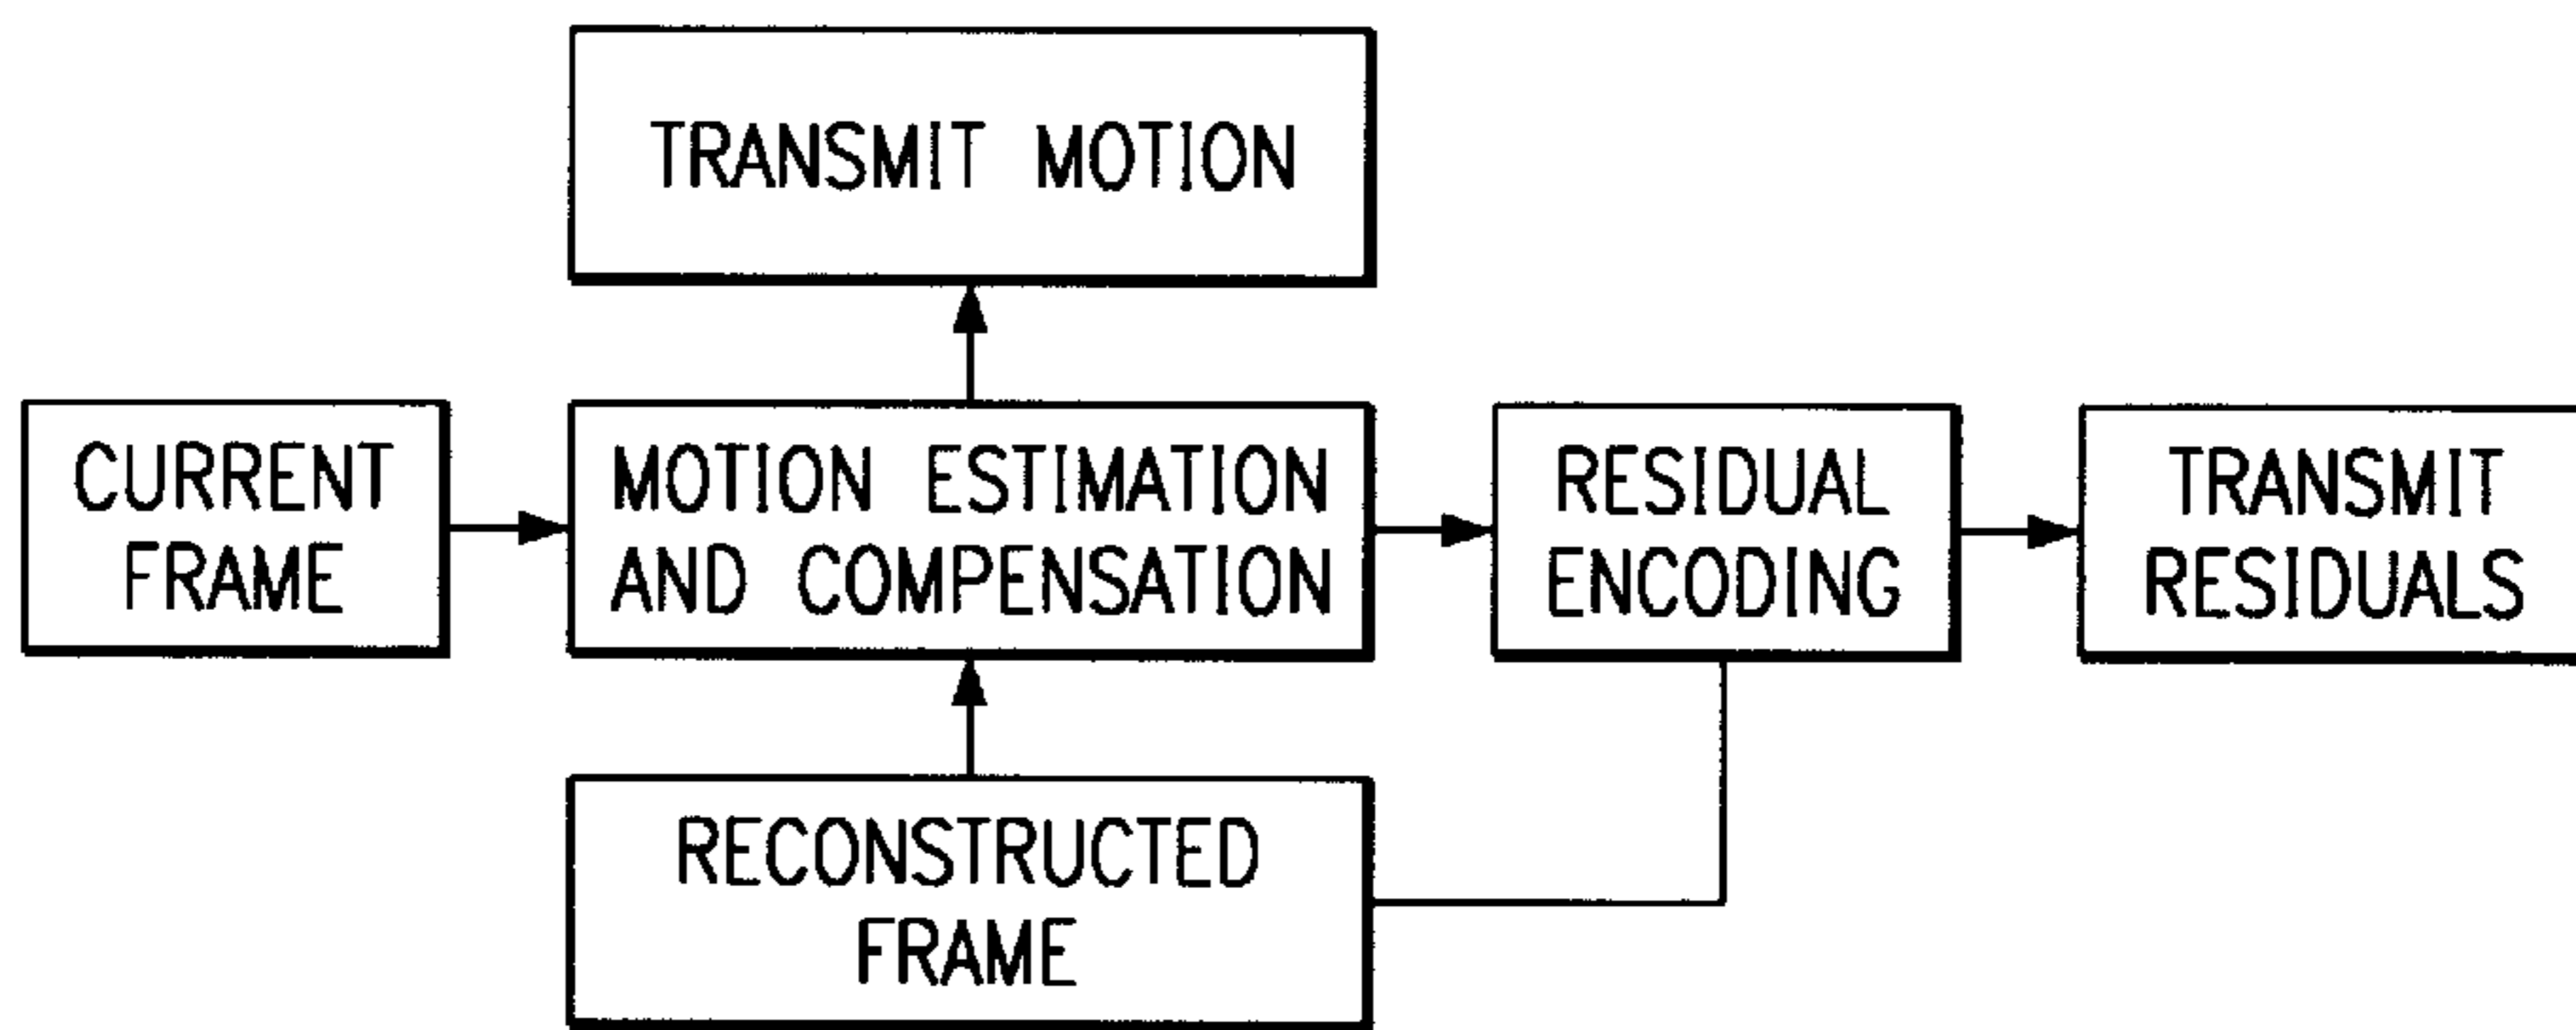 TRANSMIT MOTION
CURRENT
FRAME
MOTION ESTIMATION
AND COMPENSATION
RESIDUAL
ENCODING
TRANSMIT
RESIDUALS
RECONSTRUCTED
FRAME